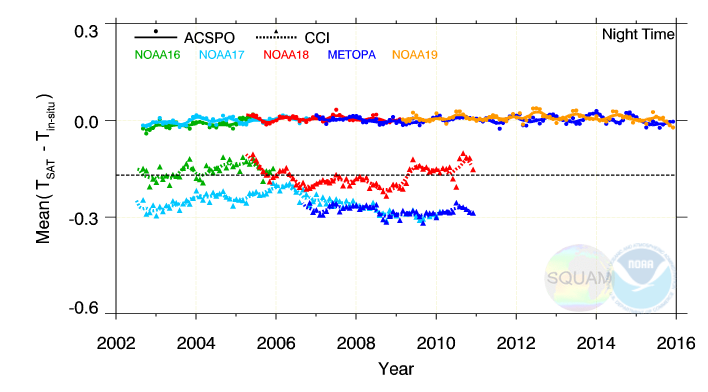 0.3
Night Time
ACSPO CCI
NOAA16 NOAA17 NOAA18 METOPA NOAA19
0.0
Mean( T_SAT - T_in-situ)
-0.3
NOAA
SQUAM
-0.6
2002 2004 2006 2008 2010 2012 2014 2016
Year